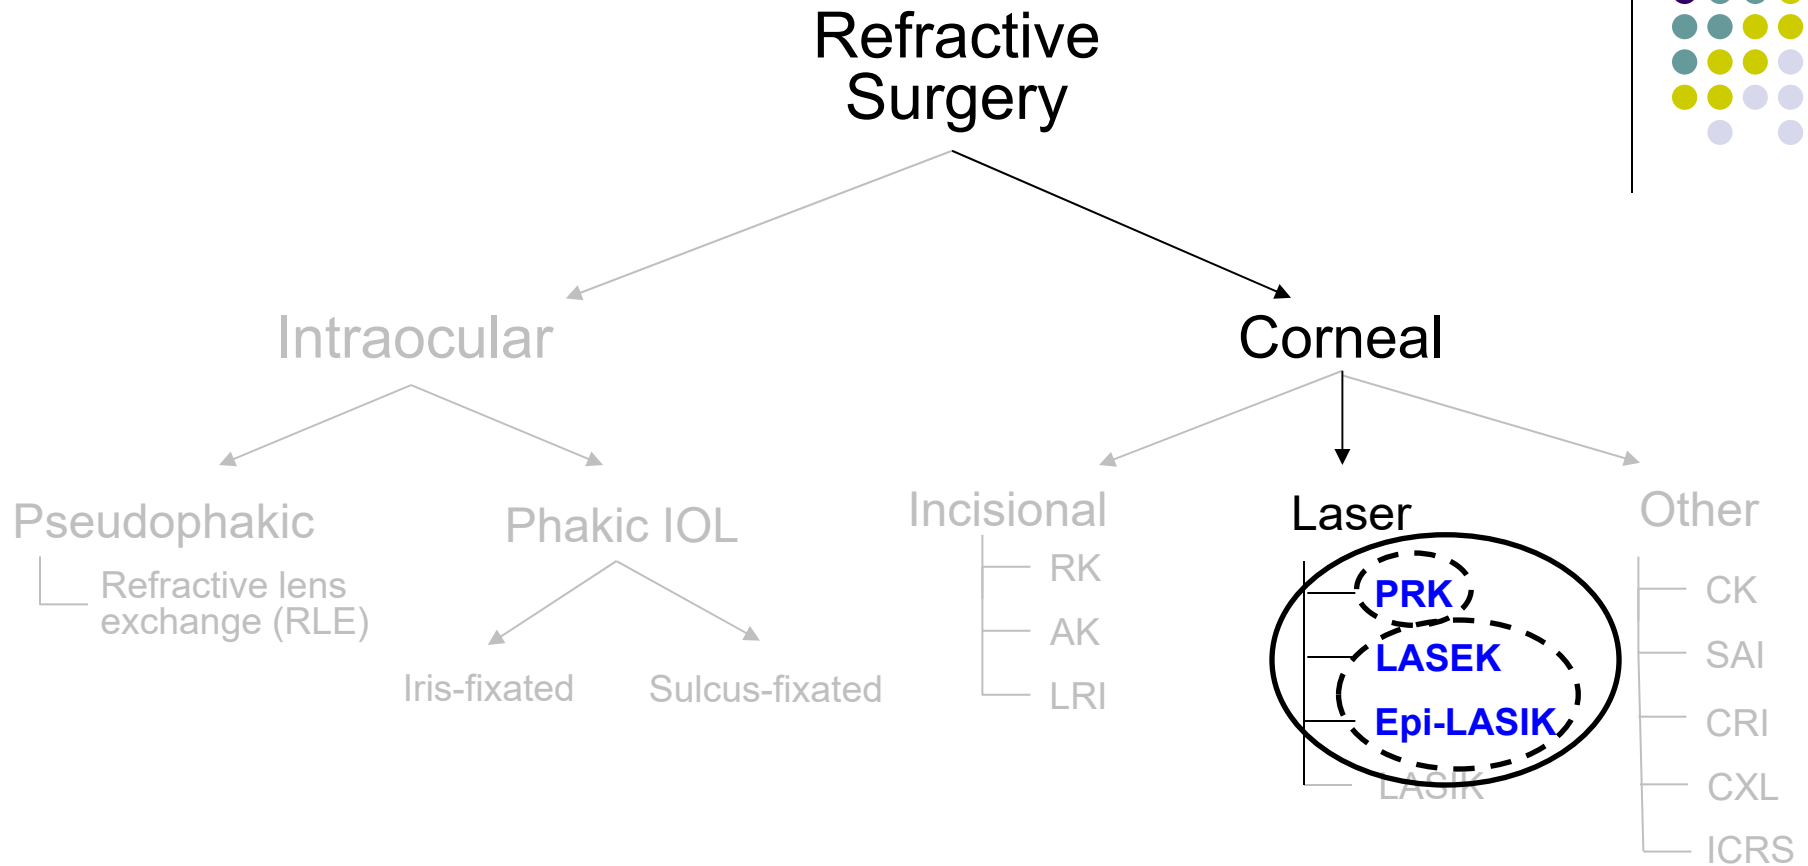 Refractive
Surgery
Intraocular
Corneal
Pseudophakic
Refractive lens
exchange (RLE)
Phakic IOL
Iris-fixated
Sulcus-fixated
Incisional
RK
AK
LRI
Laser
PRK
LASEK
Epi-LASIK
LASIK
Other
CK
SAI
CRI
CXL
ICRS